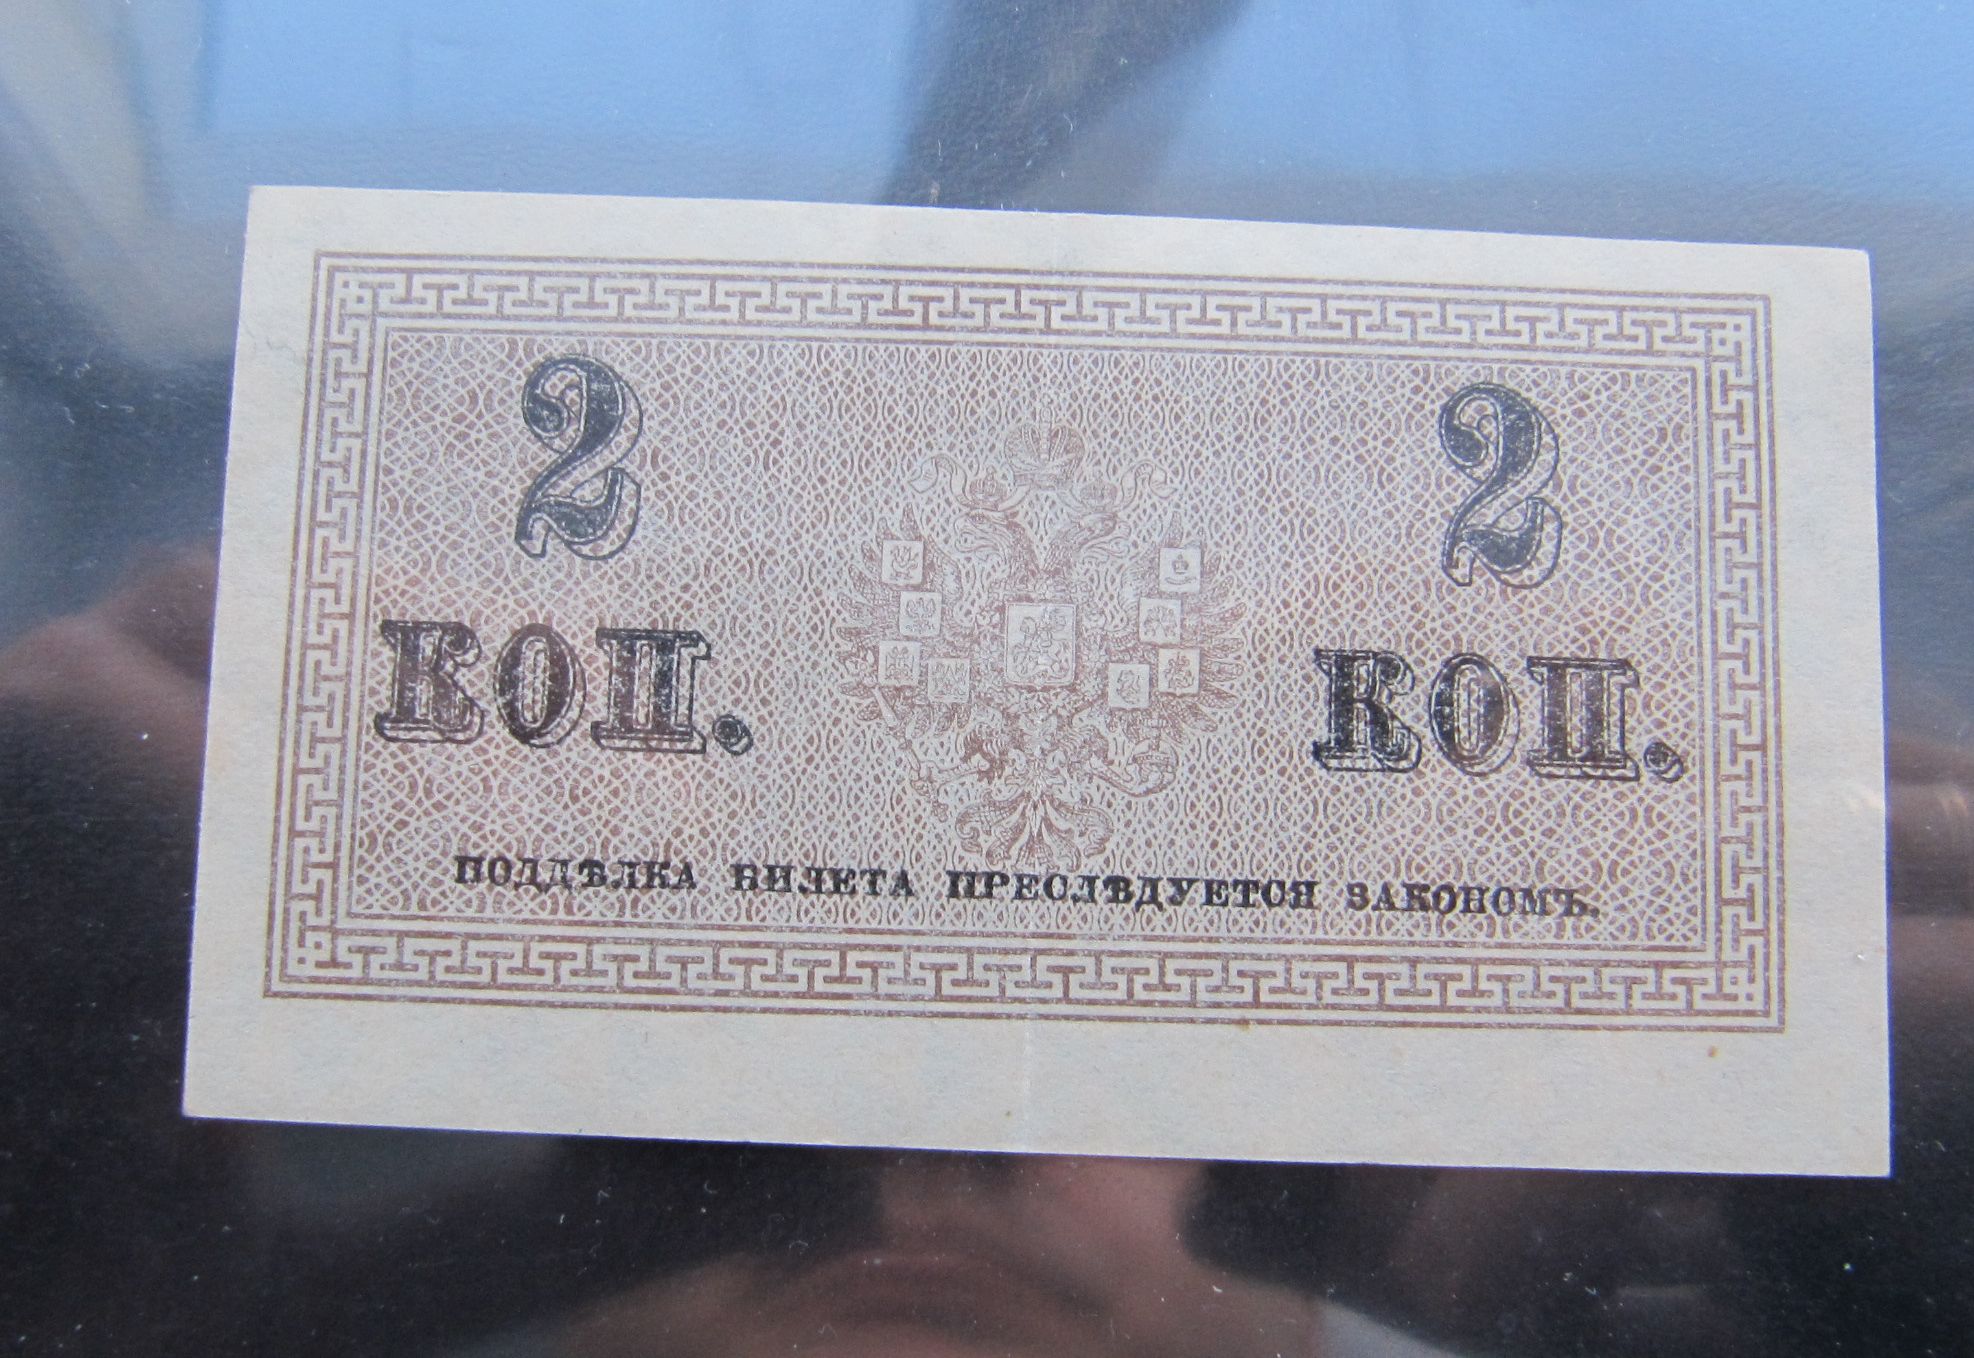 2 2
КОП. КОП.
ПОДДѢЛКА БИЛЕТА ПРЕСЛѢДУЕТСЯ ЗАКОНОМЪ.